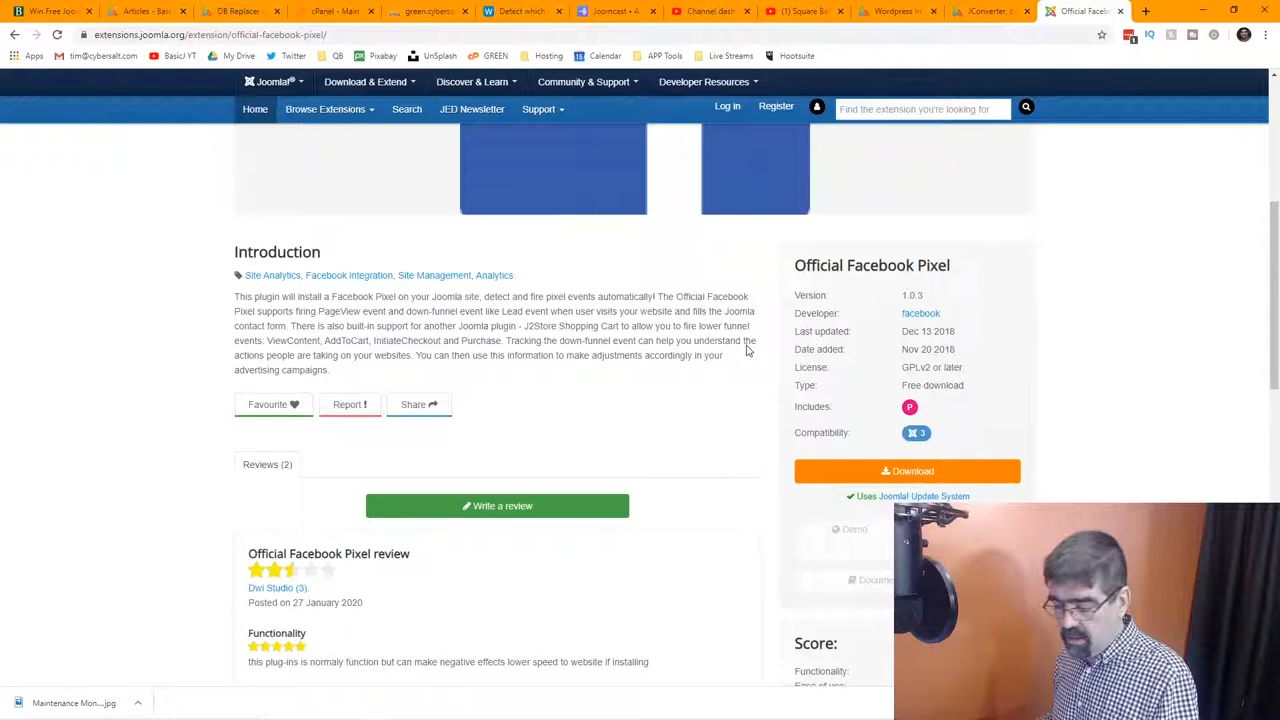 Win Free Joo
Articles - Bas
DB Replacer -
cPanel - Main
green.cybersa
Detect which
Joomcast • A
Channel dash
(1) Square Ba
Wordpress Im
JConverter, b
Official Faceb
extensions.joomla.org/extension/official-facebook-pixel/
Apps
tim@cybersalt.com
BasicJ YT
My Drive
Twitter
QB
Pixabay
UnSplash
GREEN
Hosting
Calendar
APP Tools
Live Streams
Hootsuite
Joomla!®
Download & Extend
Discover & Learn
Community & Support
Developer Resources
Home
Browse Extensions
Search
JED Newsletter
Support
Log in
Register
Find the extension you're looking for
Introduction
Site Analytics, Facebook integration, Site Management, Analytics
This plugin will install a Facebook Pixel on your Joomla site, detect and fire pixel events automatically! The Official Facebook
Pixel supports firing PageView event and down-funnel event like Lead event when user visits your website and fills the Joomla
contact form. There is also built-in support for another Joomla plugin - J2Store Shopping Cart to allow you to fire lower funnel
events: ViewContent, AddToCart, InitiateCheckout and Purchase. Tracking the down-funnel event can help you understand the
actions people are taking on your websites. You can then use this information to make adjustments accordingly in your
advertising campaigns.
Favourite
Report !
Share
Reviews (2)
Write a review
Official Facebook Pixel review
Dwi Studio (3).
Posted on 27 January 2020
Functionality
this plug-ins is normaly function but can make negative effects lower speed to website if installing
Official Facebook Pixel
Version: 1.0.3
Developer: facebook
Last updated: Dec 13 2018
Date added: Nov 20 2018
License: GPLv2 or later
Type: Free download
Includes: P
Compatibility: 3
Download
Uses Joomla! Update System
Demo
Docume
Score:
Functionality:
Maintenance Mon....jpg